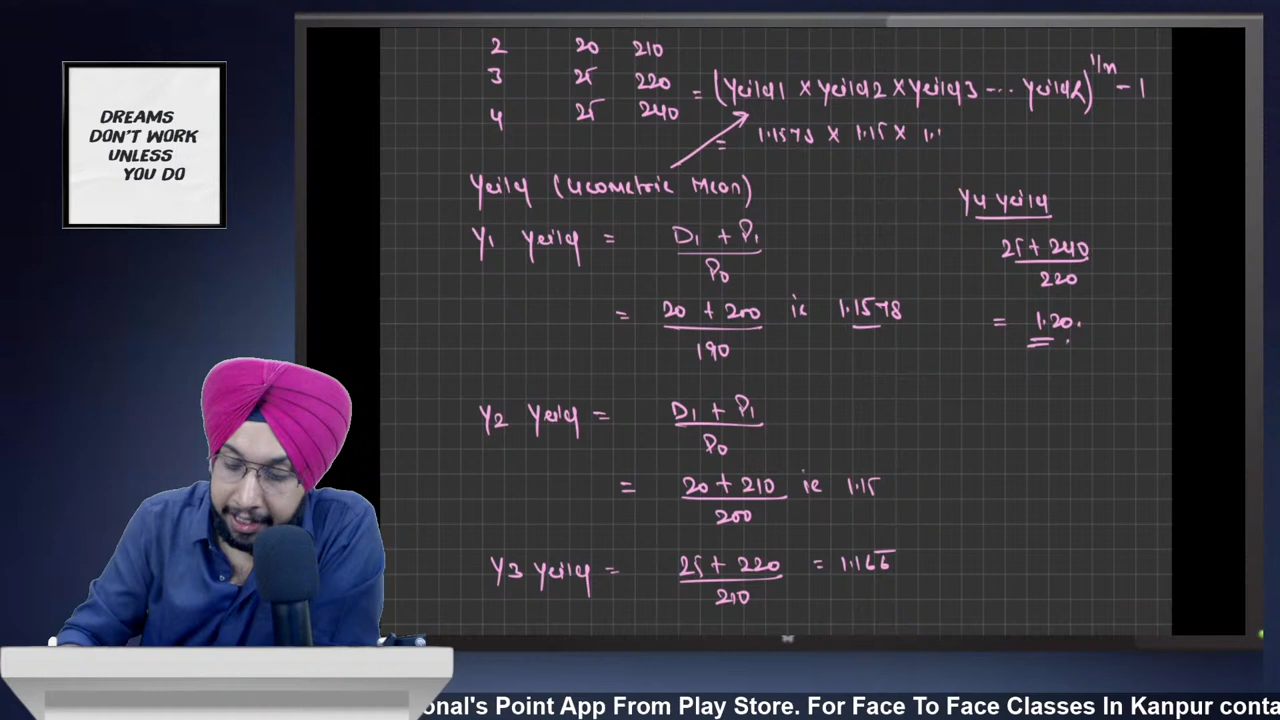 DREAMS
DON'T WORK
UNLESS
YOU DO
2 20 210
3 25 220
4 25 240
= (Yeild1 x Yeild2 x Yeild3 --- Yeild)^1/n - 1
= 1.1578 x 1.15 x 1.
Yeild (Geometric Mean)
Y1 Yeild = D1 + P1
P0
= 20 + 200 ie 1.1578
190
Y4 yeild
25 + 240
220
= 1.20.
Y2 Yeild = D1 + P1
P0
= 20 + 210 ie 1.15
200
Y3 Yeild = 25 + 220 = 1.166
210
onal's Point App From Play Store. For Face To Face Classes In Kanpur conta